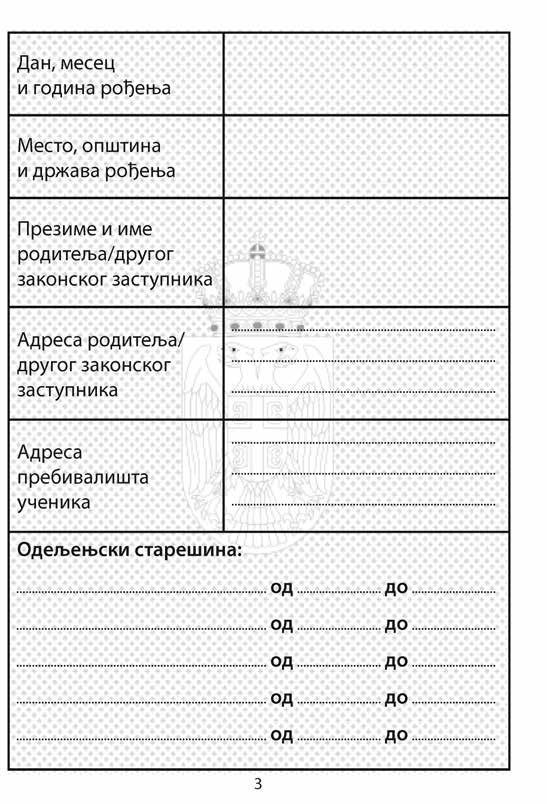 Дан, месец
и година рођења
Место, општина
и држава рођења
Презиме и име
родитеља/другог
законског заступника
Адреса родитеља/
другог законског
заступника
Адреса
пребивалишта
ученика
Одељењски старешина:
од до
од до
од до
од до
од до
3